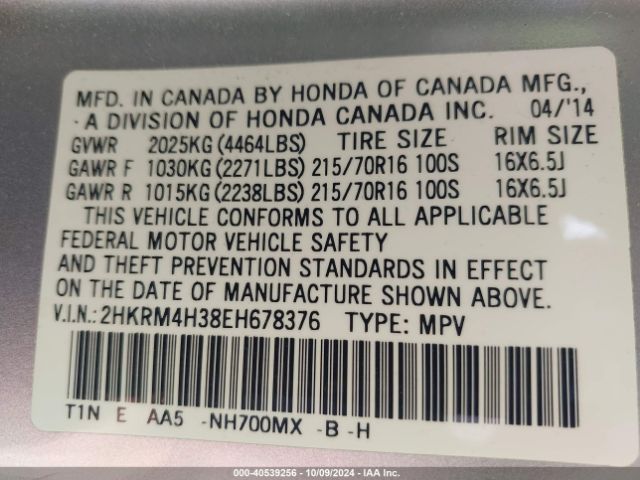 MFD. IN CANADA BY HONDA OF CANADA MFG.,
A DIVISION OF HONDA CANADA INC. 04/'14
GVWR 2025KG (4464LBS) TIRE SIZE RIM SIZE
GAWR F 1030KG (2271LBS) 215/70R16 100S 16X6.5J
GAWR R 1015KG (2238LBS) 215/70R16 100S 16X6.5J
THIS VEHICLE CONFORMS TO ALL APPLICABLE
FEDERAL MOTOR VEHICLE SAFETY
AND THEFT PREVENTION STANDARDS IN EFFECT
ON THE DATE OF MANUFACTURE SHOWN ABOVE.
V.I.N.: 2HKRM4H38EH678376 TYPE: MPV
T1N E AA5 -NH700MX -B -H
000-40539256 - 10/09/2024 - IAA Inc.